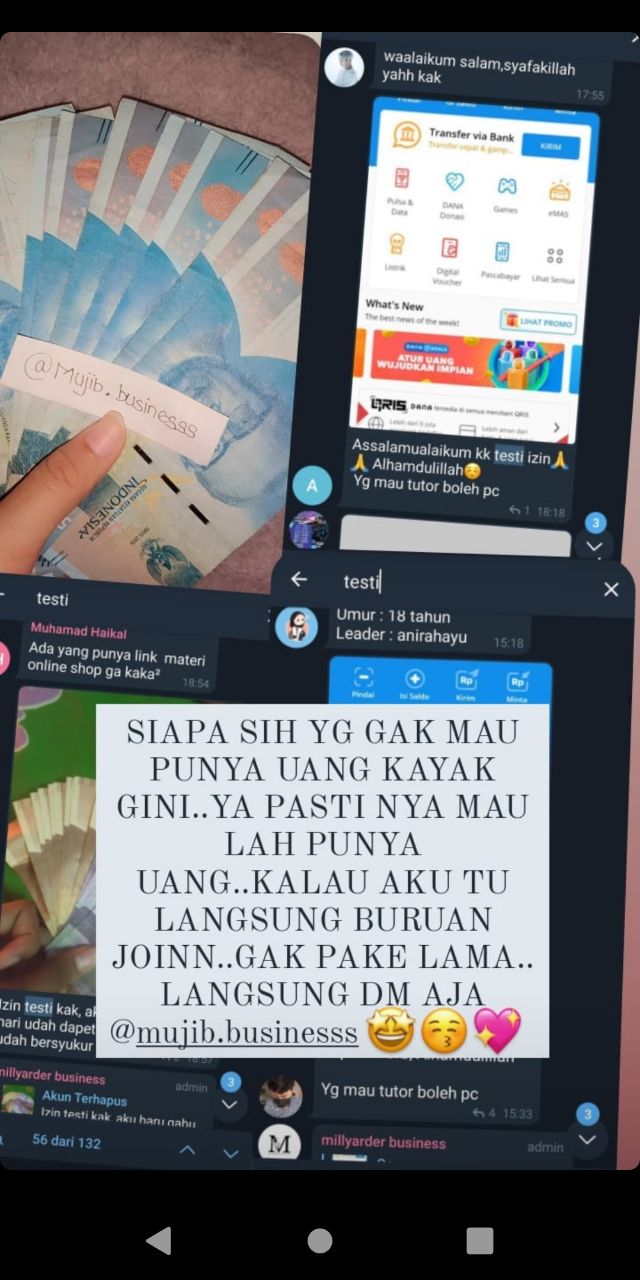 @Mujib.businesss
INDONESIA
waalaikum salam,syafakillah
yahh kak
17:55
Transfer via Bank
Transfer cepat & gamp...
KIRIM
Pulsa &
Data
DANA
Donasi
Games
eMAS
Listrik
Digital
Voucher
Pascabayar
Lihat Semua
What's New
The best news of the week!
LIHAT PROMO
ATUR UANG
WUJUDKAN IMPIAN
QRIS DANA tersedia di semua merchant QRIS
Assalamualaikum kk testi izin🙏
🙏 Alhamdulillah☺️
Yg mau tutor boleh pc
A
1 18:18
3
testi
Muhamad Haikal
Ada yang punya link materi
online shop ga kaka²
18:54
testi
Umur : 18 tahun
Leader : anirahayu
15:18
Pindai
Isi Saldo
Kirim
Minta
SIAPA SIH YG GAK MAU
PUNYA UANG KAYAK
GINI..YA PASTI NYA MAU
LAH PUNYA
UANG..KALAU AKU TU
LANGSUNG BURUAN
JOINN..GAK PAKE LAMA..
LANGSUNG DM AJA
@mujib.businesss🤩😚💖
izin testi kak, ak
hari udah dapet
udah bersyukur
18:57
millyarder business
admin
Akun Terhapus
Izin testi kak, aku baru gabu
3
56 dari 132
Yg mau tutor boleh pc
4 15:33
M
millyarder business
admin
3